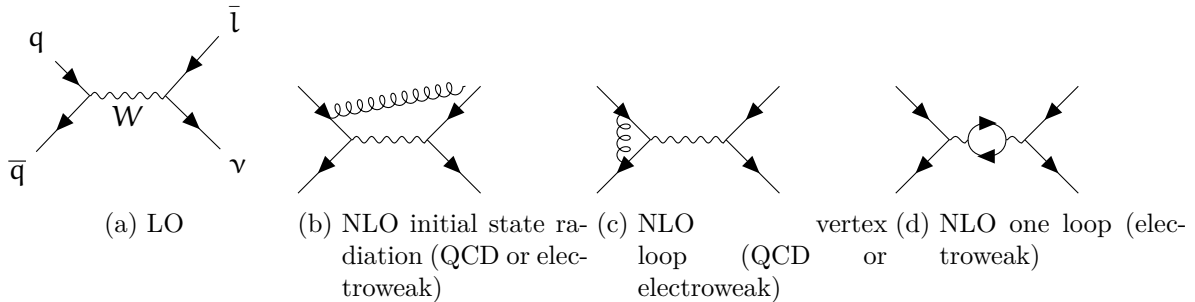 q
l̄
W
q̄
ν
(a) LO
(b) NLO initial state ra-
diation (QCD or elec-
troweak)
(c) NLO vertex
loop (QCD or
electroweak)
(d) NLO one loop (elec-
troweak)